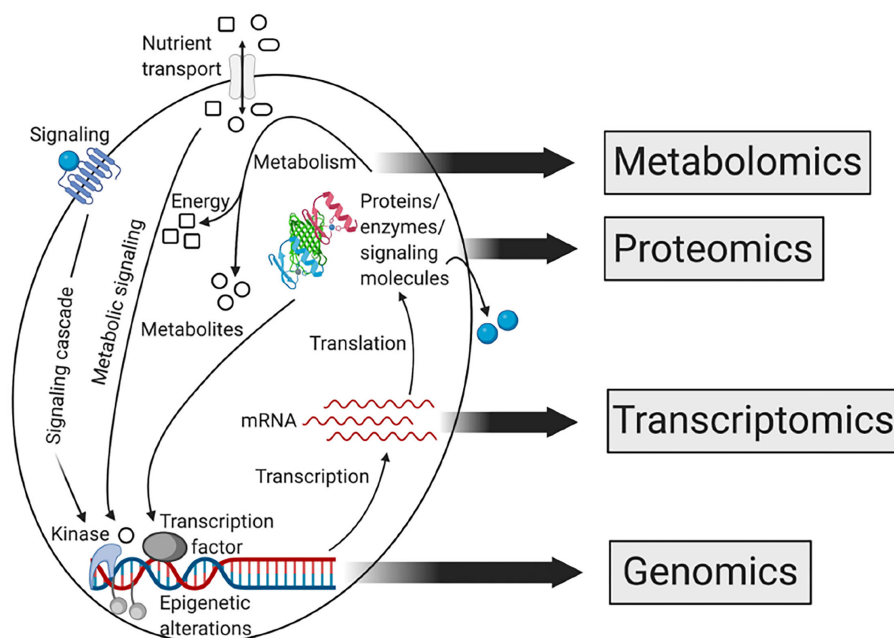 Nutrient
transport
Signaling
Metabolism
Energy
Proteins/
enzymes/
signaling
molecules
Metabolites
Signaling cascade
Metabolic signaling
Translation
mRNA
Transcription
Kinase
Transcription
factor
Epigenetic
alterations
Metabolomics
Proteomics
Transcriptomics
Genomics